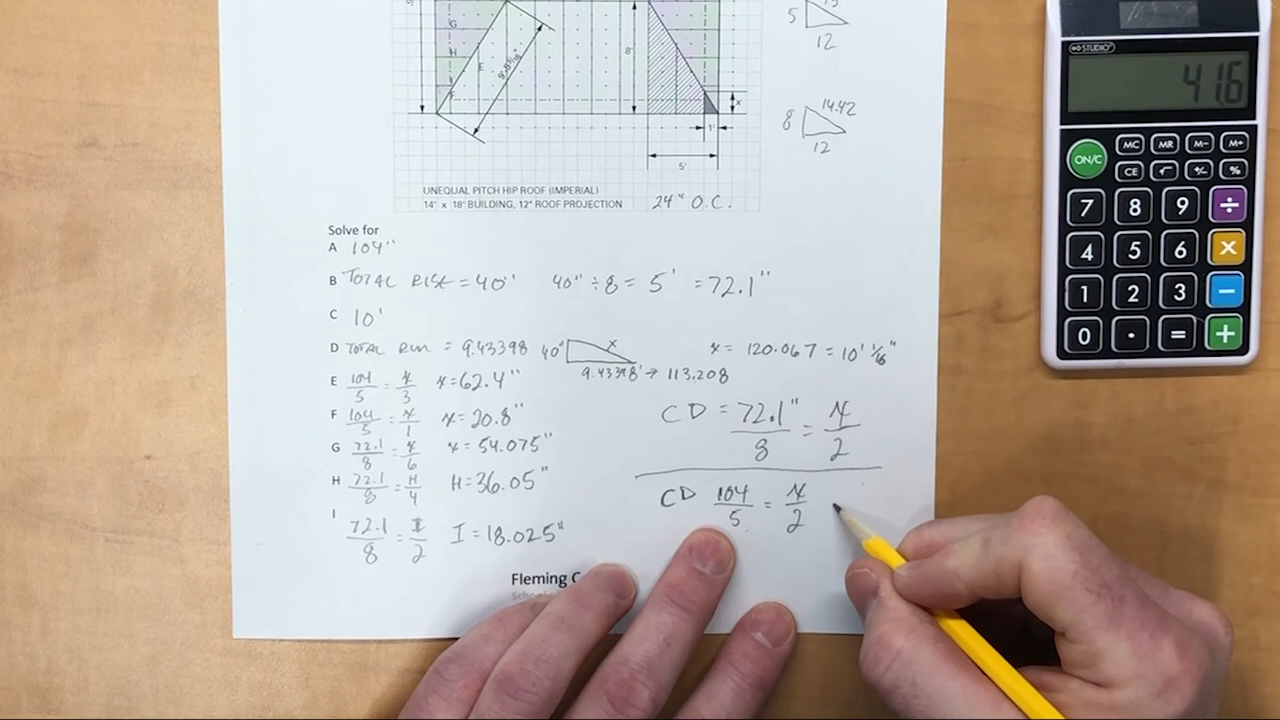 G
H
E
I
F
8'
x
1'
5'
5
12
8
14.42
12
UNEQUAL PITCH HIP ROOF (IMPERIAL)
14' x 18' BUILDING, 12" ROOF PROJECTION
24" O.C.
Solve for
A 104"
B TOTAL RISE = 40" 40" ÷ 8 = 5' = 72.1"
C 10'
D TOTAL RUN = 9.43398 40" x x = 120.067 = 10' 1/16"
9.43398' → 113.208
E 104/5 = x/3 x = 62.4"
F 104/5 = x/1 x = 20.8"
G 72.1/8 = x/6 x = 54.075"
H 72.1/8 = H/4 H = 36.05"
I 72.1/8 = I/2 I = 18.025"
CD = 72.1"/8 = x/2
CD 104/5 = x/2
Fleming C
STUDIO
41.6
ON/C MC MR M− M+
CE √ +/− %
7 8 9 ÷
4 5 6 ×
1 2 3 −
0 . = +